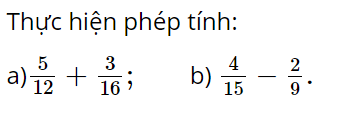 Thực hiện phép tính:
a) 5/12 + 3/16; b) 4/15 − 2/9.